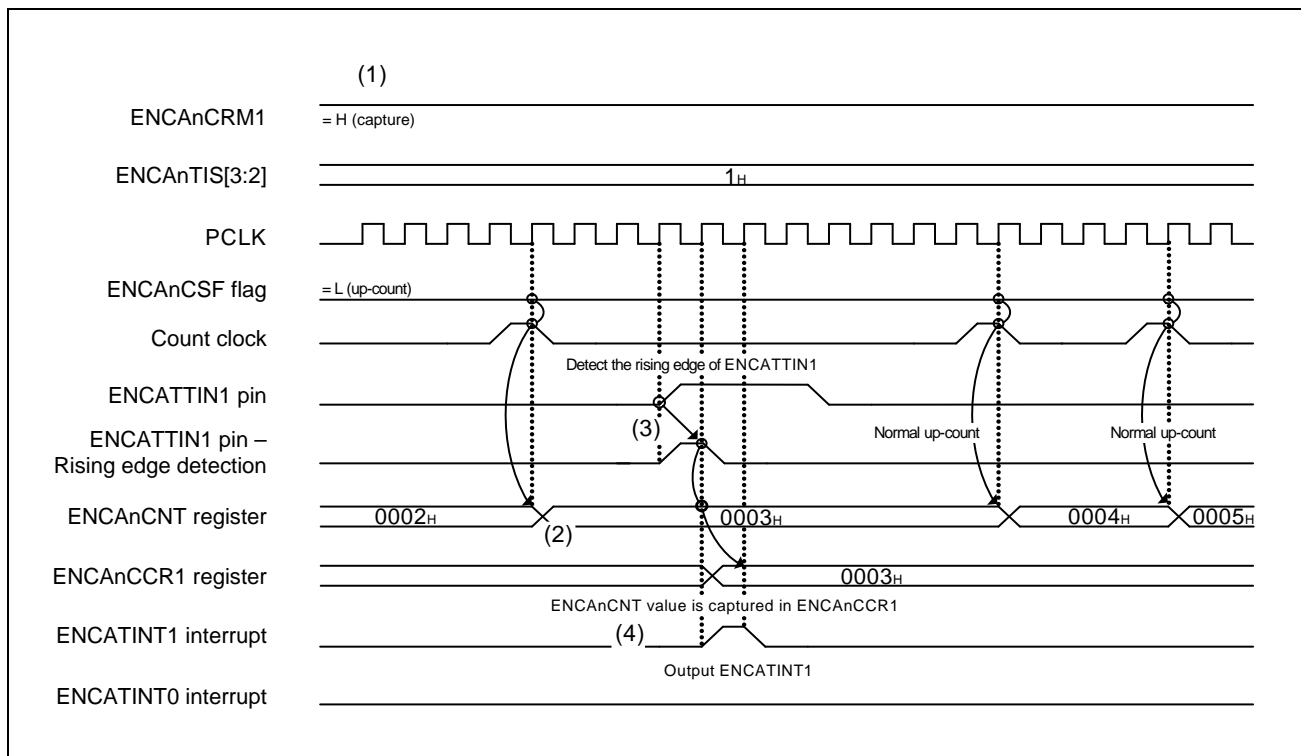 (1)
ENCAnCRM1
= H (capture)
ENCAnTIS[3:2]
1H
PCLK
ENCAnCSF flag
= L (up-count)
Count clock
Detect the rising edge of ENCATTIN1
ENCATTIN1 pin
(3)
Normal up-count
Normal up-count
ENCATTIN1 pin –
Rising edge detection
ENCAnCNT register
0002H
(2)
0003H
0004H
0005H
ENCAnCCR1 register
0003H
ENCAnCNT value is captured in ENCAnCCR1
ENCATINT1 interrupt
(4)
Output ENCATINT1
ENCATINT0 interrupt